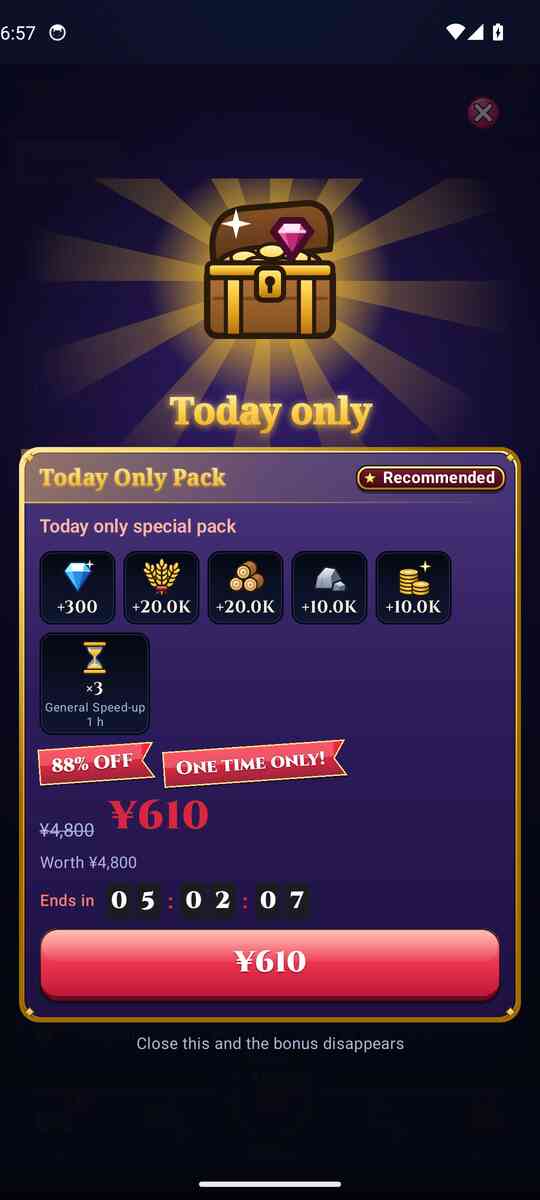 6:57
Today only
Today Only Pack
★ Recommended
Today only special pack
+300
+20.0K
+20.0K
+10.0K
+10.0K
×3
General Speed-up
1 h
88% OFF
ONE TIME ONLY!
¥4,800 ¥610
Worth ¥4,800
Ends in 05:02:07
¥610
Close this and the bonus disappears